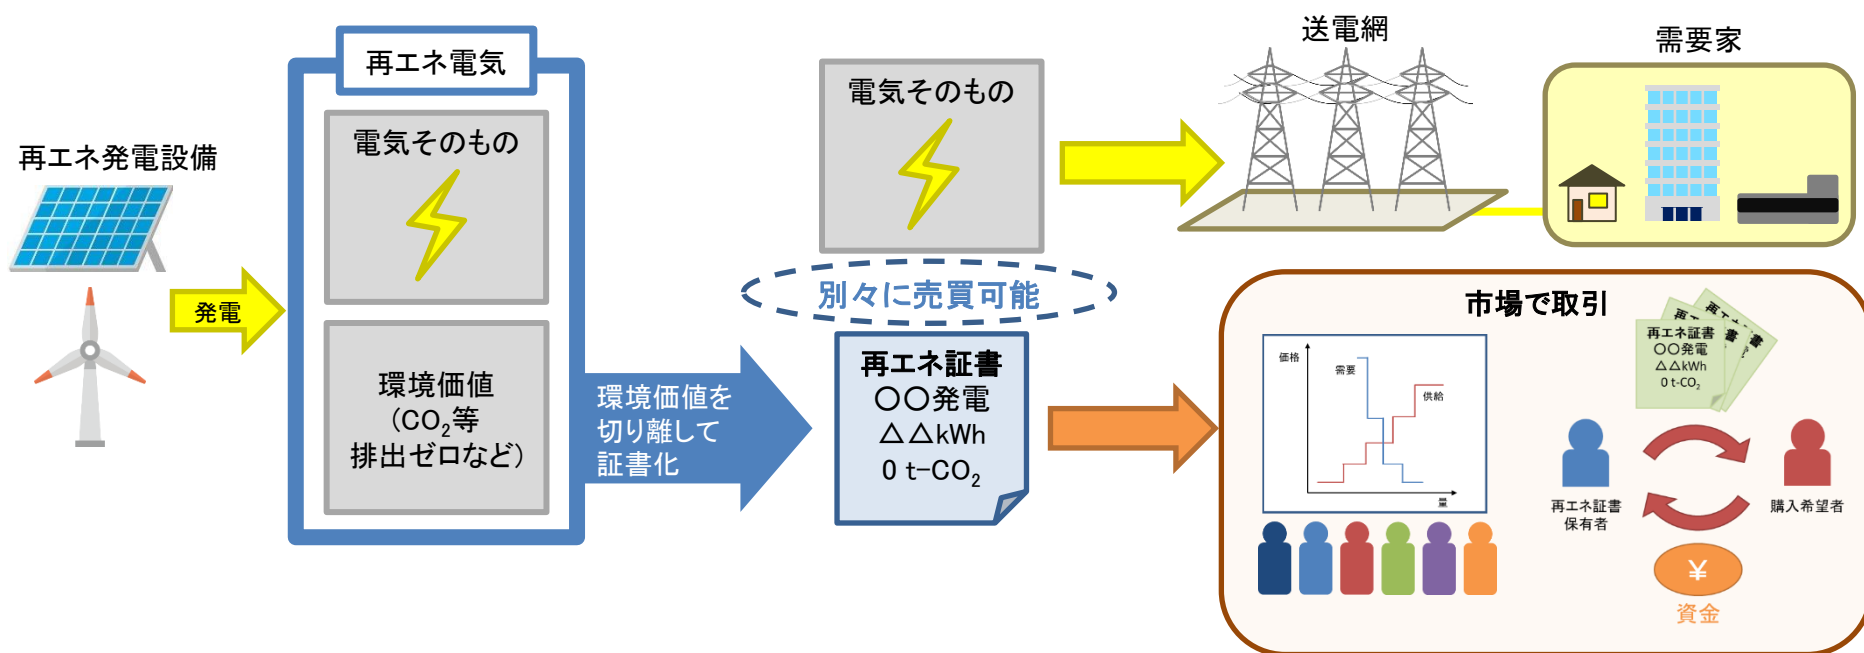 再エネ発電設備
発電
再エネ電気
電気そのもの
環境価値
(CO₂等
排出ゼロなど)
環境価値を
切り離して
証書化
電気そのもの
別々に売買可能
再エネ証書
〇〇発電
△△kWh
0 t-CO₂
送電網
需要家
市場で取引
価格
需要
供給
量
再エネ証書
〇〇発電
△△kWh
0 t-CO₂
再エネ証書
保有者
購入希望者
¥
資金